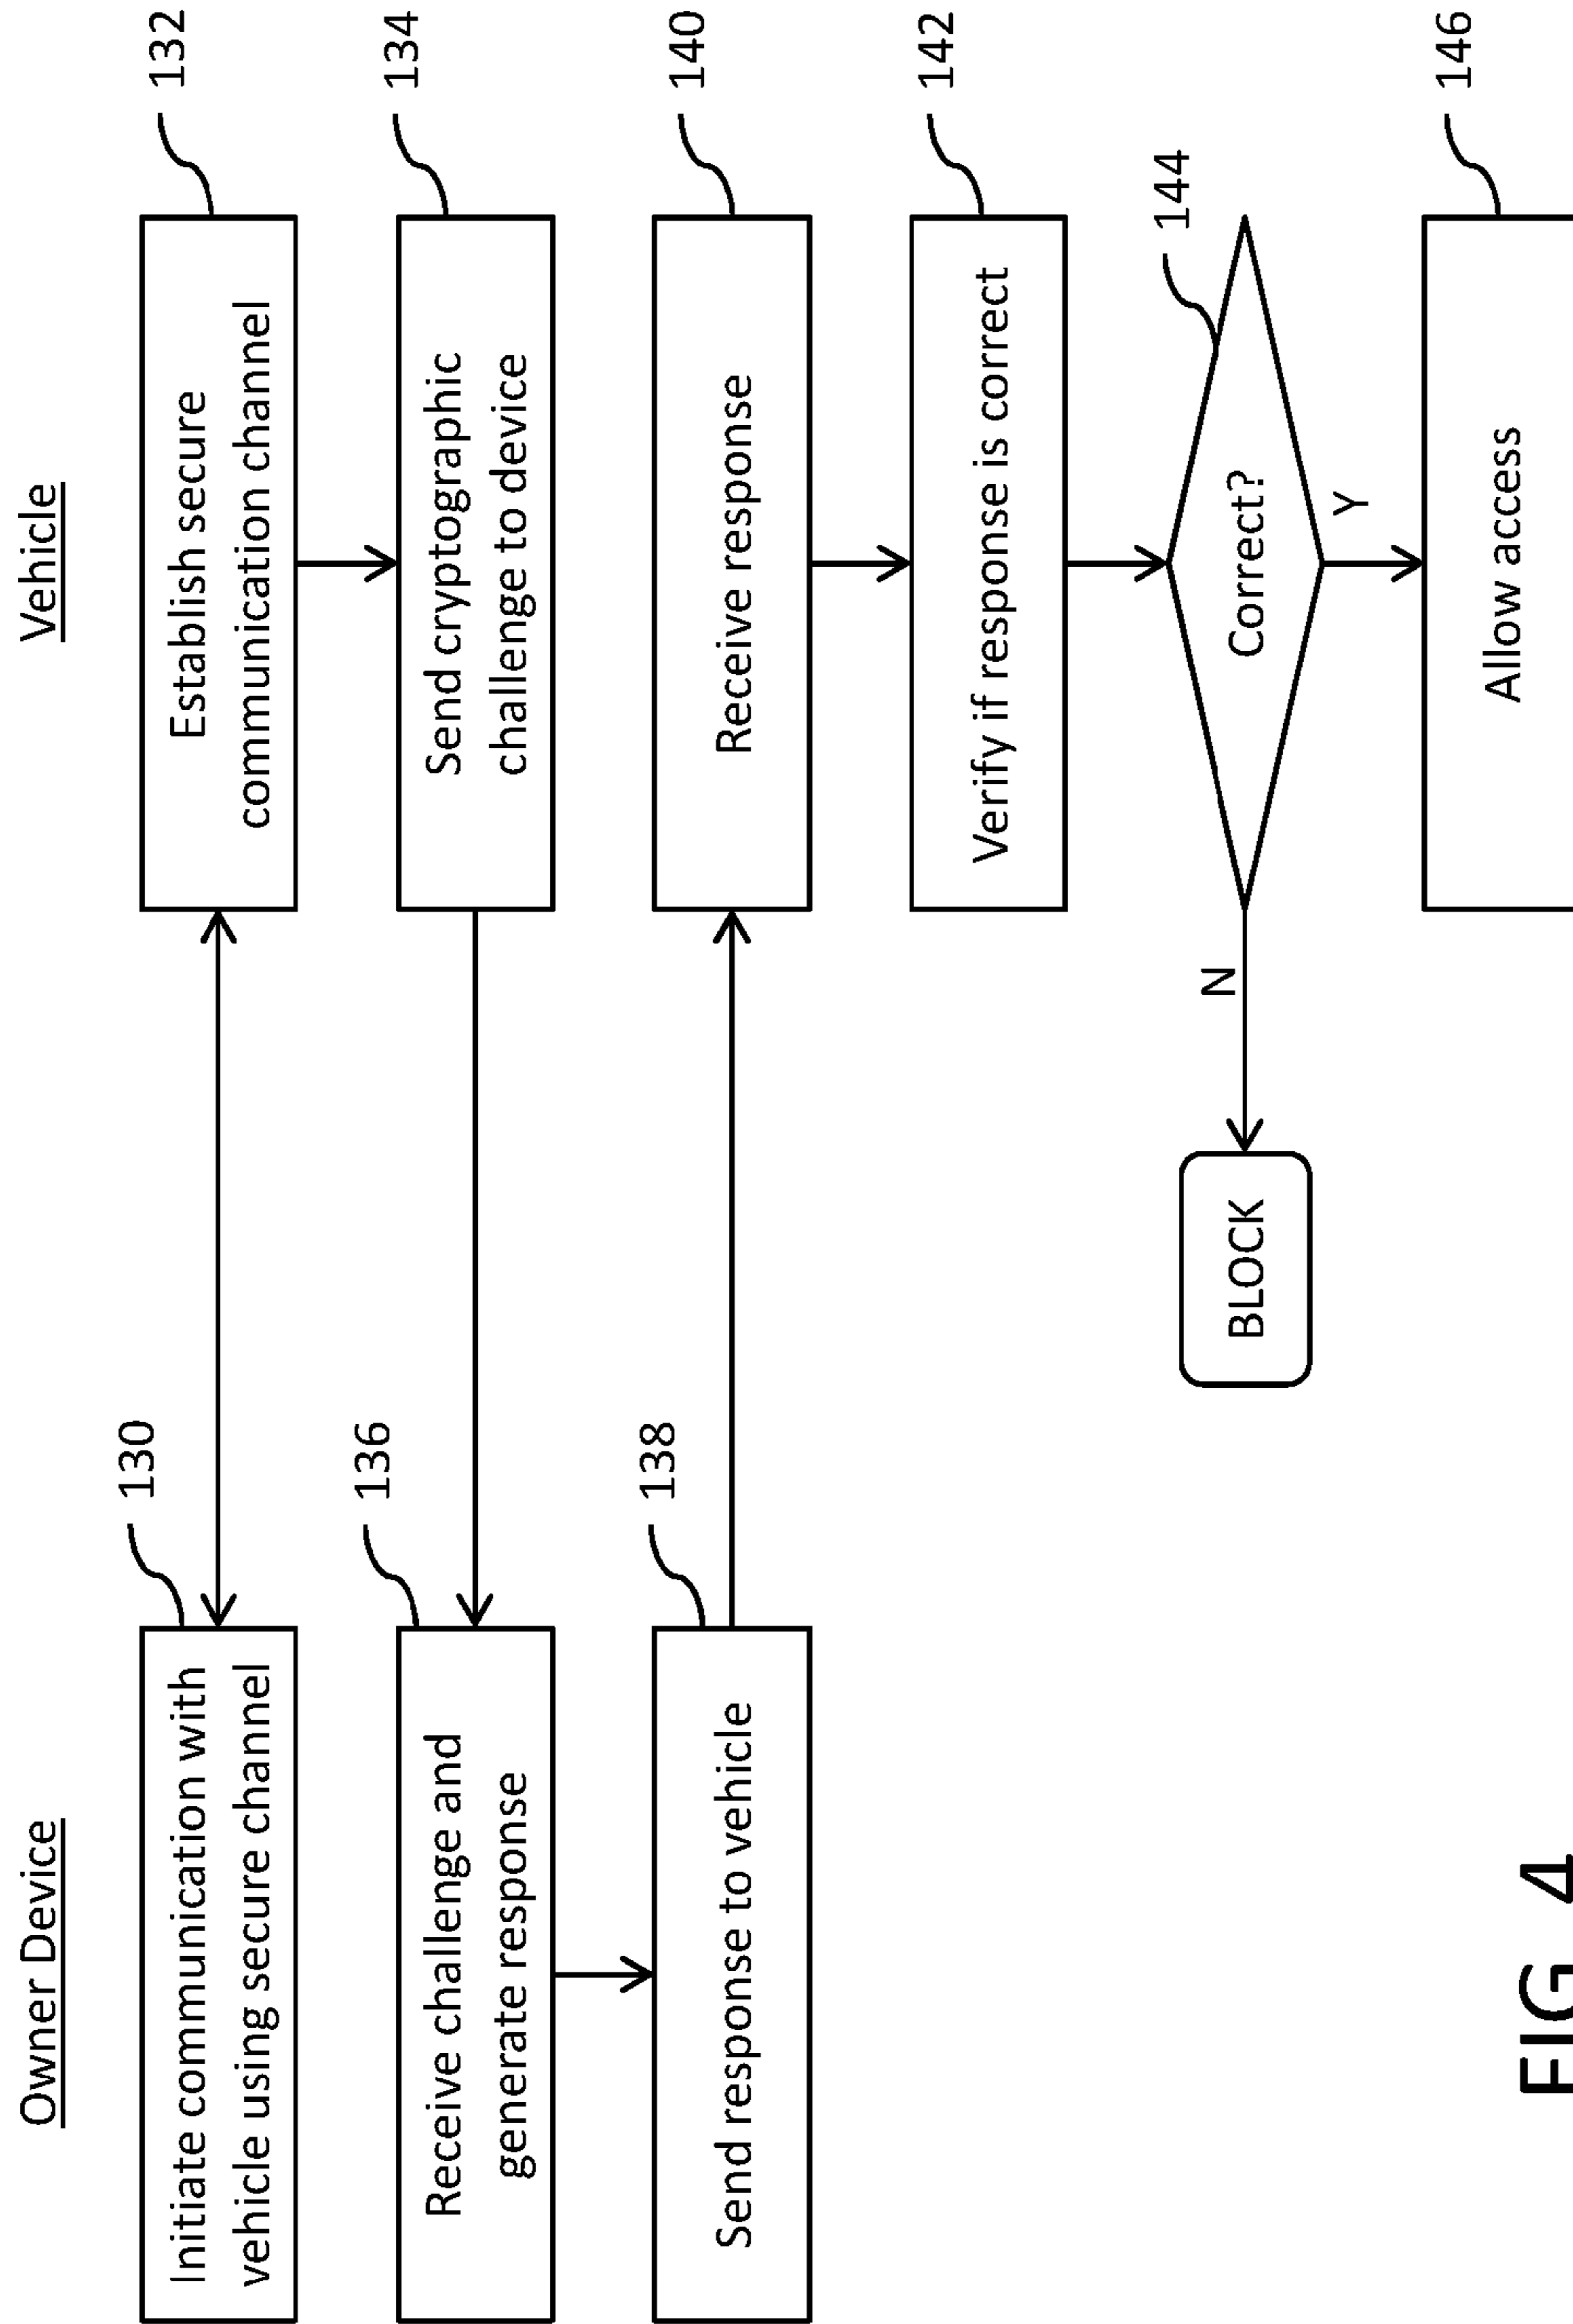 Owner Device
Vehicle
130
Initiate communication with
vehicle using secure channel
132
Establish secure
communication channel
134
Send cryptographic
challenge to device
136
Receive challenge and
generate response
138
Send response to vehicle
140
Receive response
142
Verify if response is correct
144
Correct?
N
BLOCK
Y
146
Allow access
FIG. 4